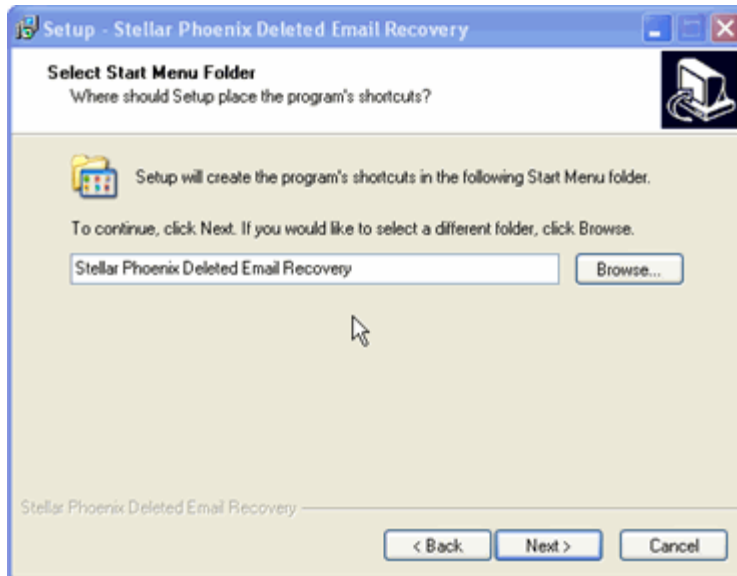 Setup - Stellar Phoenix Deleted Email Recovery
Select Start Menu Folder
Where should Setup place the program's shortcuts?
Setup will create the program's shortcuts in the following Start Menu folder.
To continue, click Next. If you would like to select a different folder, click Browse.
Stellar Phoenix Deleted Email Recovery
Browse...
Stellar Phoenix Deleted Email Recovery
< Back
Next >
Cancel